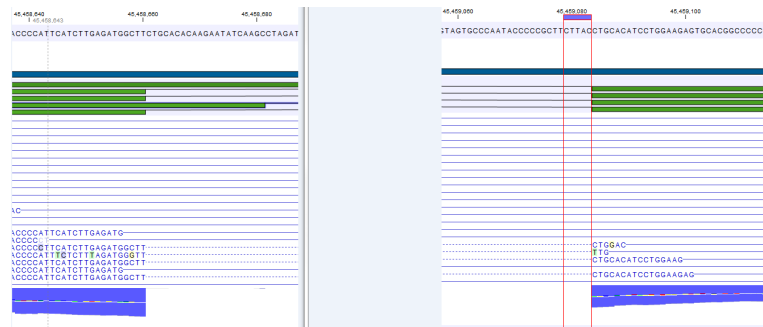 45,458,640 45,458,660 45,458,680
45,458,643
ACCCCATTCATCTTGAGATGGCTTCTGCACACAAGAATATCAAGCCTAGAT
AC
ACCCCATTCATCTTGAGATG
ACCCC
ACCCCCTTCATCTTGAGATGGCTT
ACCCCATTTCTCTTTAGATGGGTT
ACCCCATTCATCTTGAGATGGCTT
ACCCCATTCATCTTGAGATG
ACCCCATTCATCTTGAGATGGCTT
45,459,060 45,459,080 45,459,100
GTAGTGCCCAATACCCCCGCTTCTTACCTGCACATCCTGGAAGAGTGCACGGCCCCC
CTGGAC
TTG
CTGCACATCCTGGAAG
CTGCACATCCTGGAAGAG